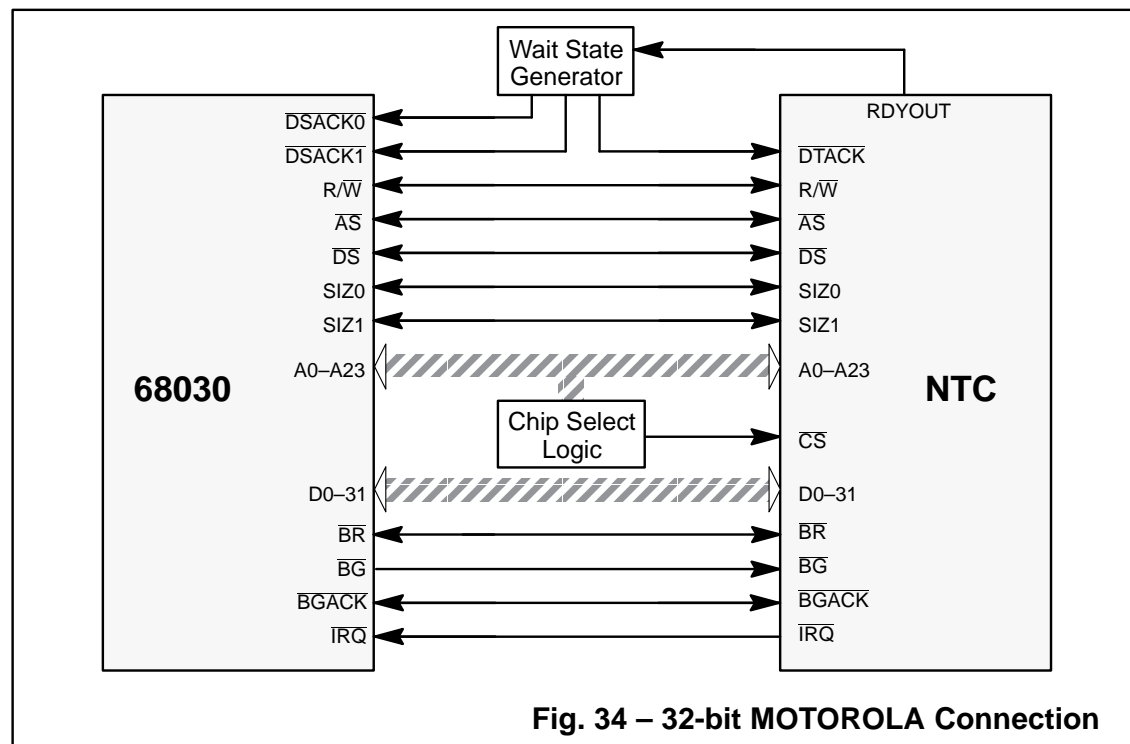 Wait State
Generator
RDYOUT
DSACK0
DSACK1
DTACK
R/W
R/W
AS
AS
DS
DS
SIZ0
SIZ0
SIZ1
SIZ1
A0–A23
A0–A23
68030
NTC
Chip Select
Logic
CS
D0–31
D0–31
BR
BR
BG
BG
BGACK
BGACK
IRQ
IRQ
Fig. 34 – 32-bit MOTOROLA Connection